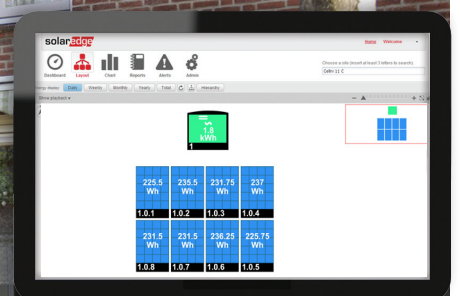 solaredge
Home Welcome
Dashboard Layout Chart Reports Alerts Admin
Choose a site (insert at least 3 letters to search):
Daily Weekly Monthly Yearly Total Hierarchy
Show playback
1.8
kWh
1
225.5 235.5 231.75 237
Wh Wh Wh Wh
1.0.1 1.0.2 1.0.3 1.0.4
231.5 231.5 236.25 225.75
Wh Wh Wh Wh
1.0.8 1.0.7 1.0.6 1.0.5